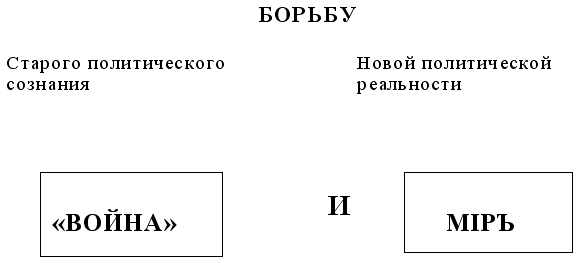 БОРЬБУ
Старого политического
сознания
Новой политической
реальности
«ВОЙНА»
И
МІРЪ